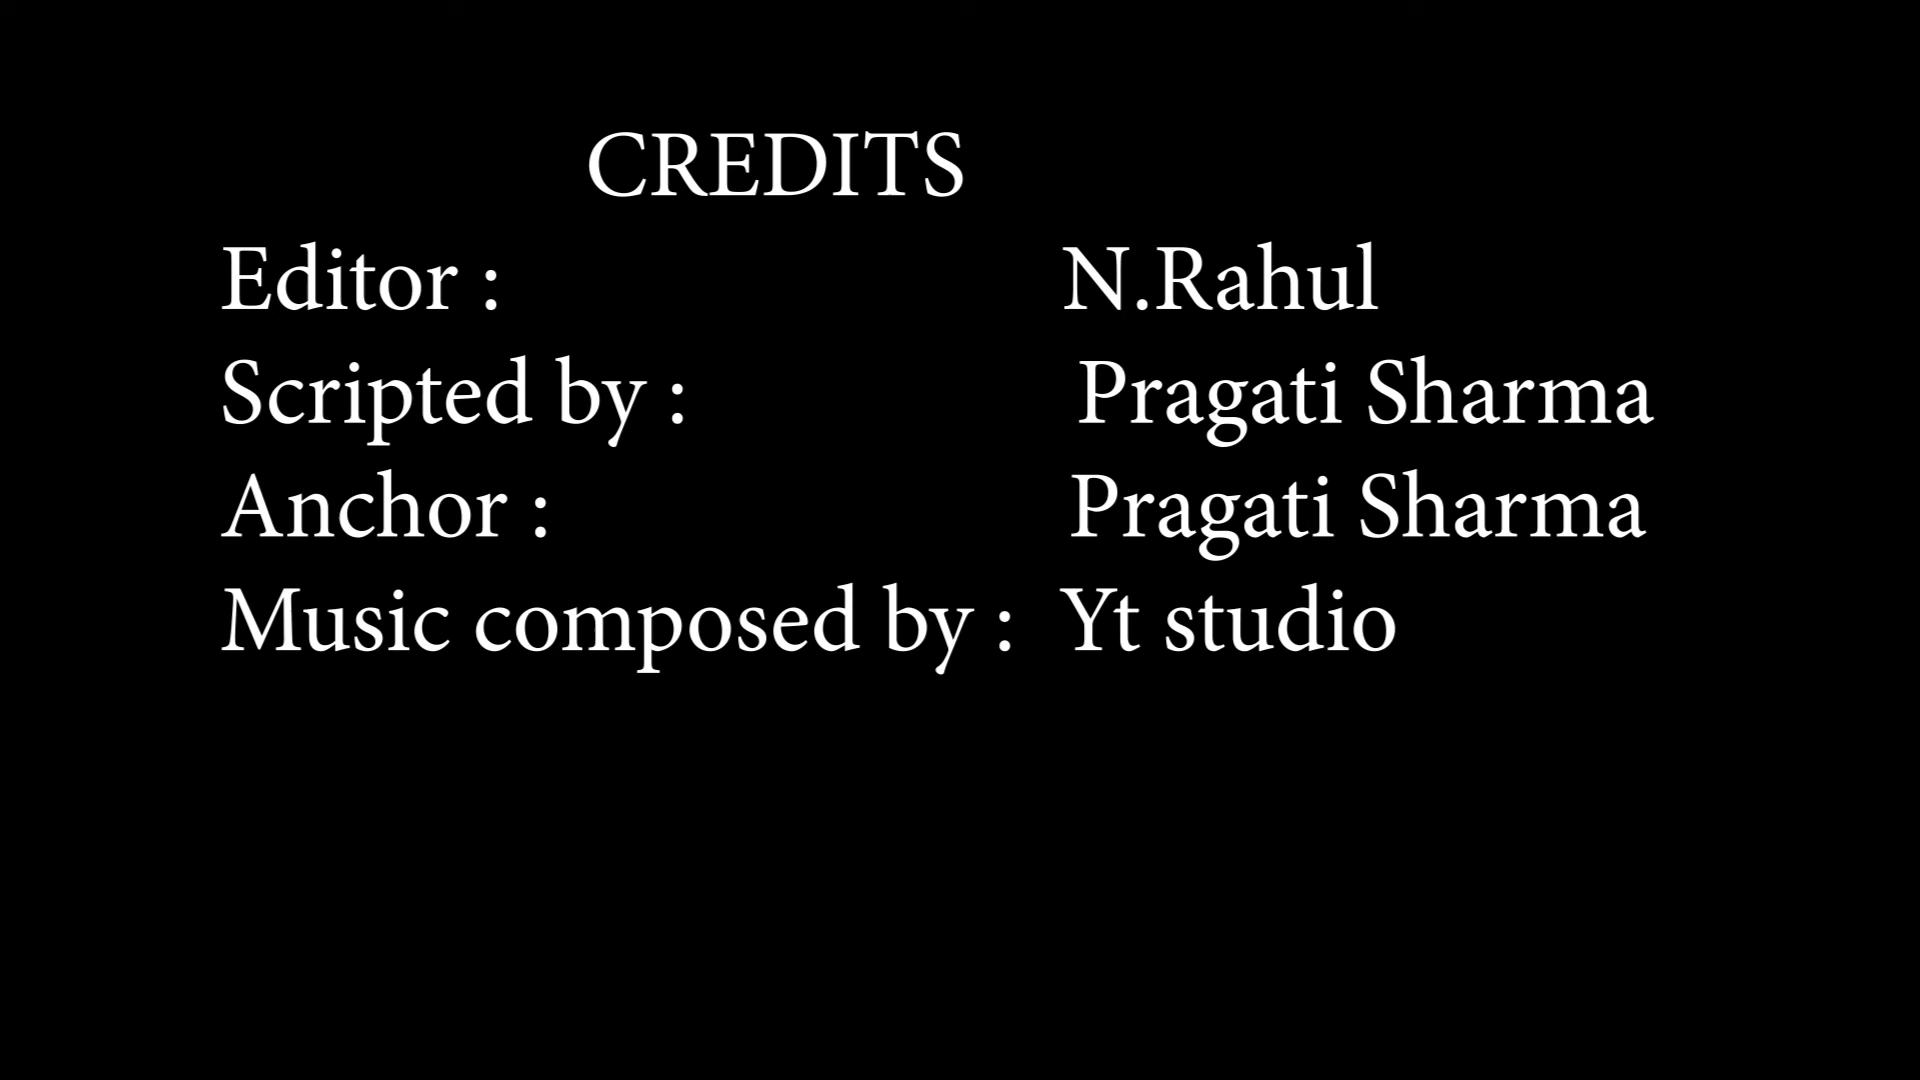 CREDITS
Editor : N.Rahul
Scripted by : Pragati Sharma
Anchor : Pragati Sharma
Music composed by : Yt studio